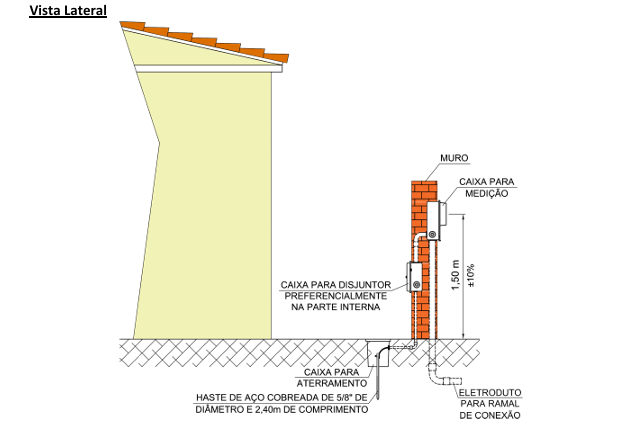 Vista Lateral
MURO
CAIXA PARA
MEDIÇÃO
1,50 m
±10%
CAIXA PARA DISJUNTOR
PREFERENCIALMENTE
NA PARTE INTERNA
CAIXA PARA
ATERRAMENTO
HASTE DE AÇO COBREADA DE 5/8" DE
DIÂMETRO E 2,40m DE COMPRIMENTO
ELETRODUTO
PARA RAMAL
DE CONEXÃO